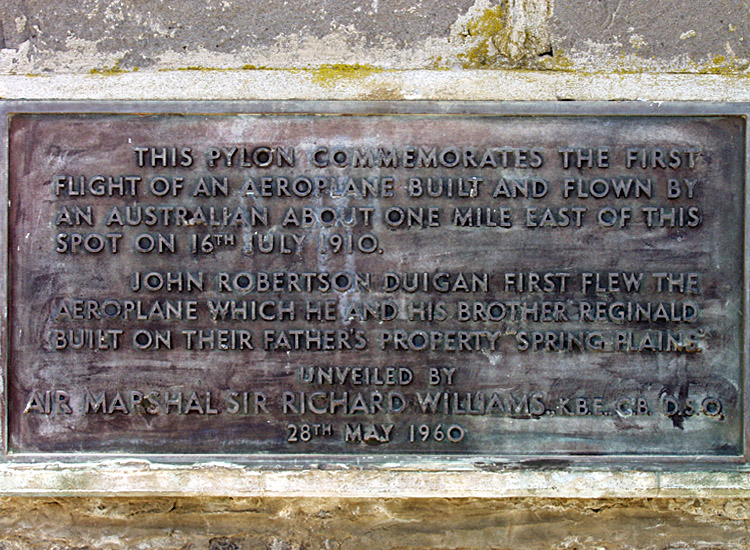 THIS PYLON COMMEMORATES THE FIRST
FLIGHT OF AN AEROPLANE BUILT AND FLOWN BY
AN AUSTRALIAN ABOUT ONE MILE EAST OF THIS
SPOT ON 16TH JULY 1910.
JOHN ROBERTSON DUIGAN FIRST FLEW THE
AEROPLANE WHICH HE AND HIS BROTHER REGINALD
BUILT ON THEIR FATHER'S PROPERTY "SPRING PLAINS"
UNVEILED BY
AIR MARSHAL SIR RICHARD WILLIAMS., K.B.E., C.B., D.S.O.
28TH MAY 1960